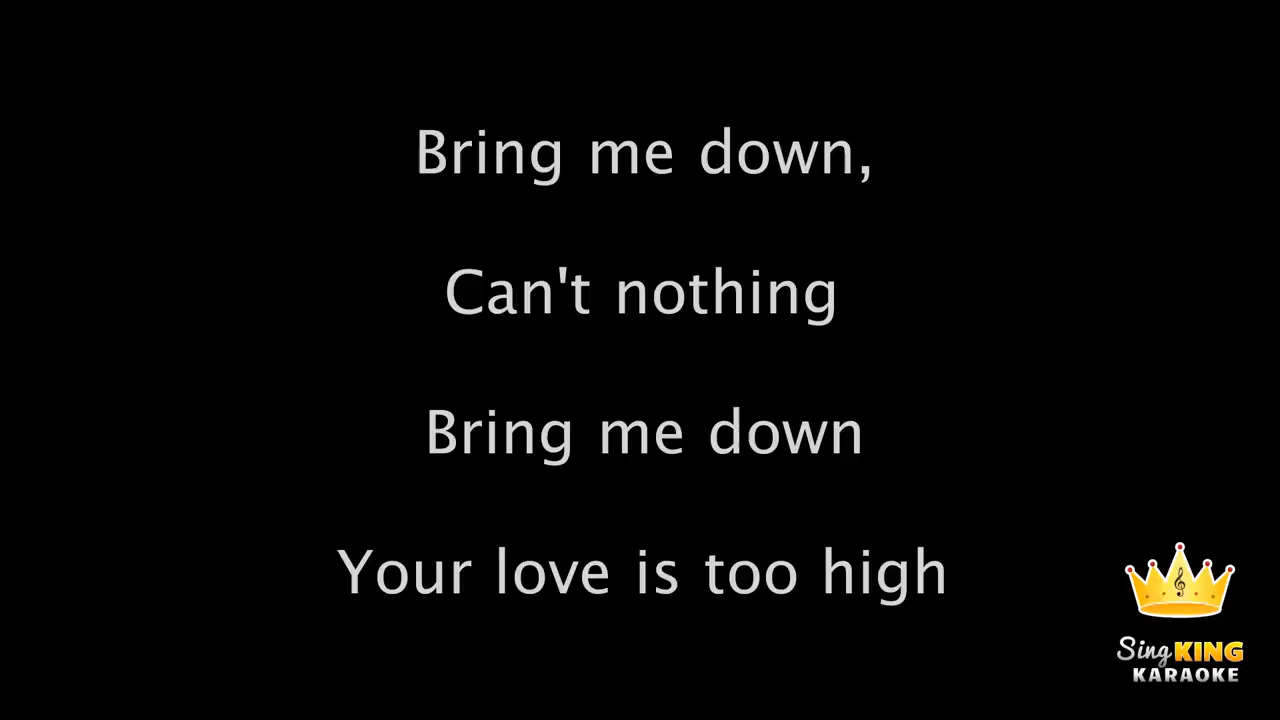 Bring me down,
Can't nothing
Bring me down
Your love is too high
Sing KING
KARAOKE